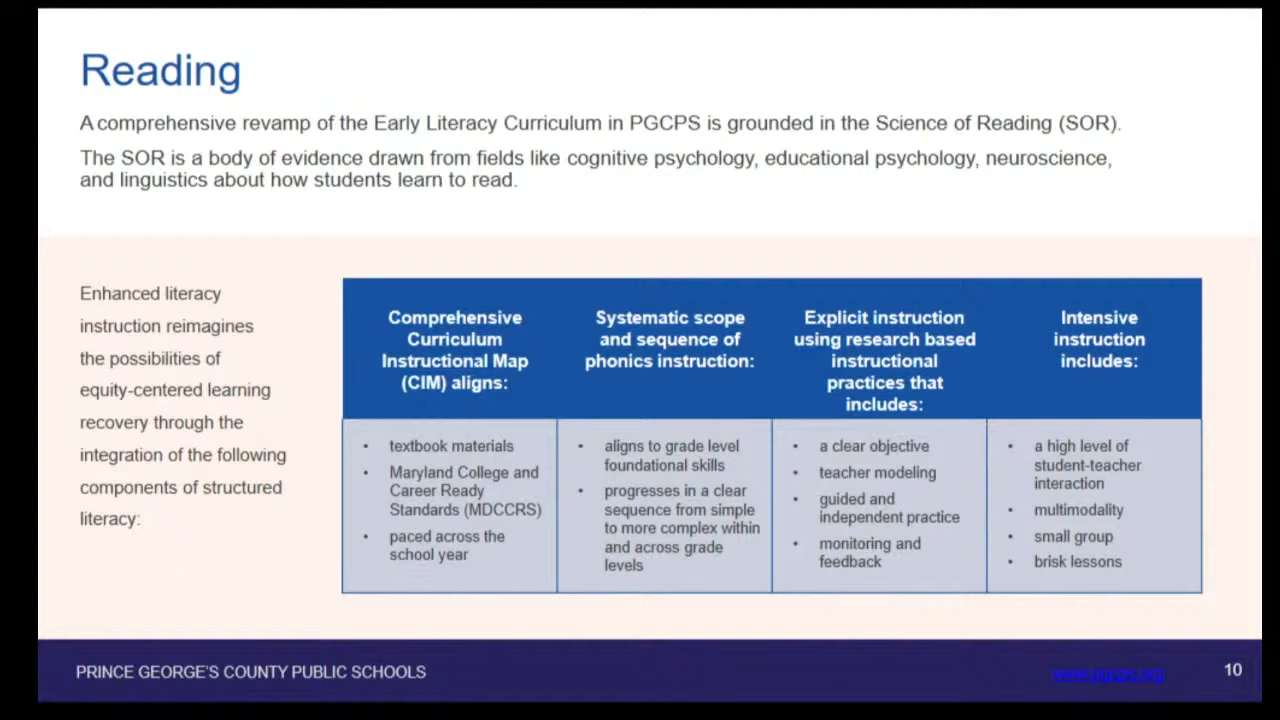 Reading
A comprehensive revamp of the Early Literacy Curriculum in PGCPS is grounded in the Science of Reading (SOR).
The SOR is a body of evidence drawn from fields like cognitive psychology, educational psychology, neuroscience,
and linguistics about how students learn to read.
Enhanced literacy
instruction reimagines
the possibilities of
equity-centered learning
recovery through the
integration of the following
components of structured
literacy:
Comprehensive
Curriculum
Instructional Map
(CIM) aligns:
• textbook materials
• Maryland College and
Career Ready
Standards (MDCCRS)
• paced across the
school year
Systematic scope
and sequence of
phonics instruction:
• aligns to grade level
foundational skills
• progresses in a clear
sequence from simple
to more complex within
and across grade
levels
Explicit instruction
using research based
instructional
practices that
includes:
• a clear objective
• teacher modeling
• guided and
independent practice
• monitoring and
feedback
Intensive
instruction
includes:
• a high level of
student-teacher
interaction
• multimodality
• small group
• brisk lessons
PRINCE GEORGE'S COUNTY PUBLIC SCHOOLS
10